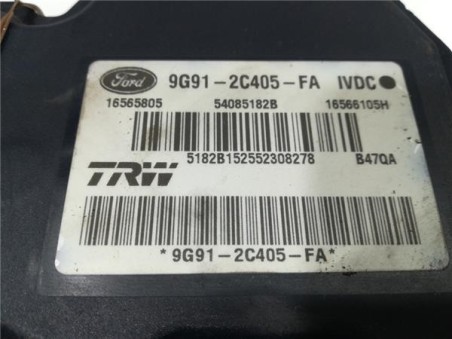 Ford 9G91-2C405-FA IVDC
16565805 54085182B 16566105H
5182B152552308278 B47QA
TRW
*9G91-2C405-FA*